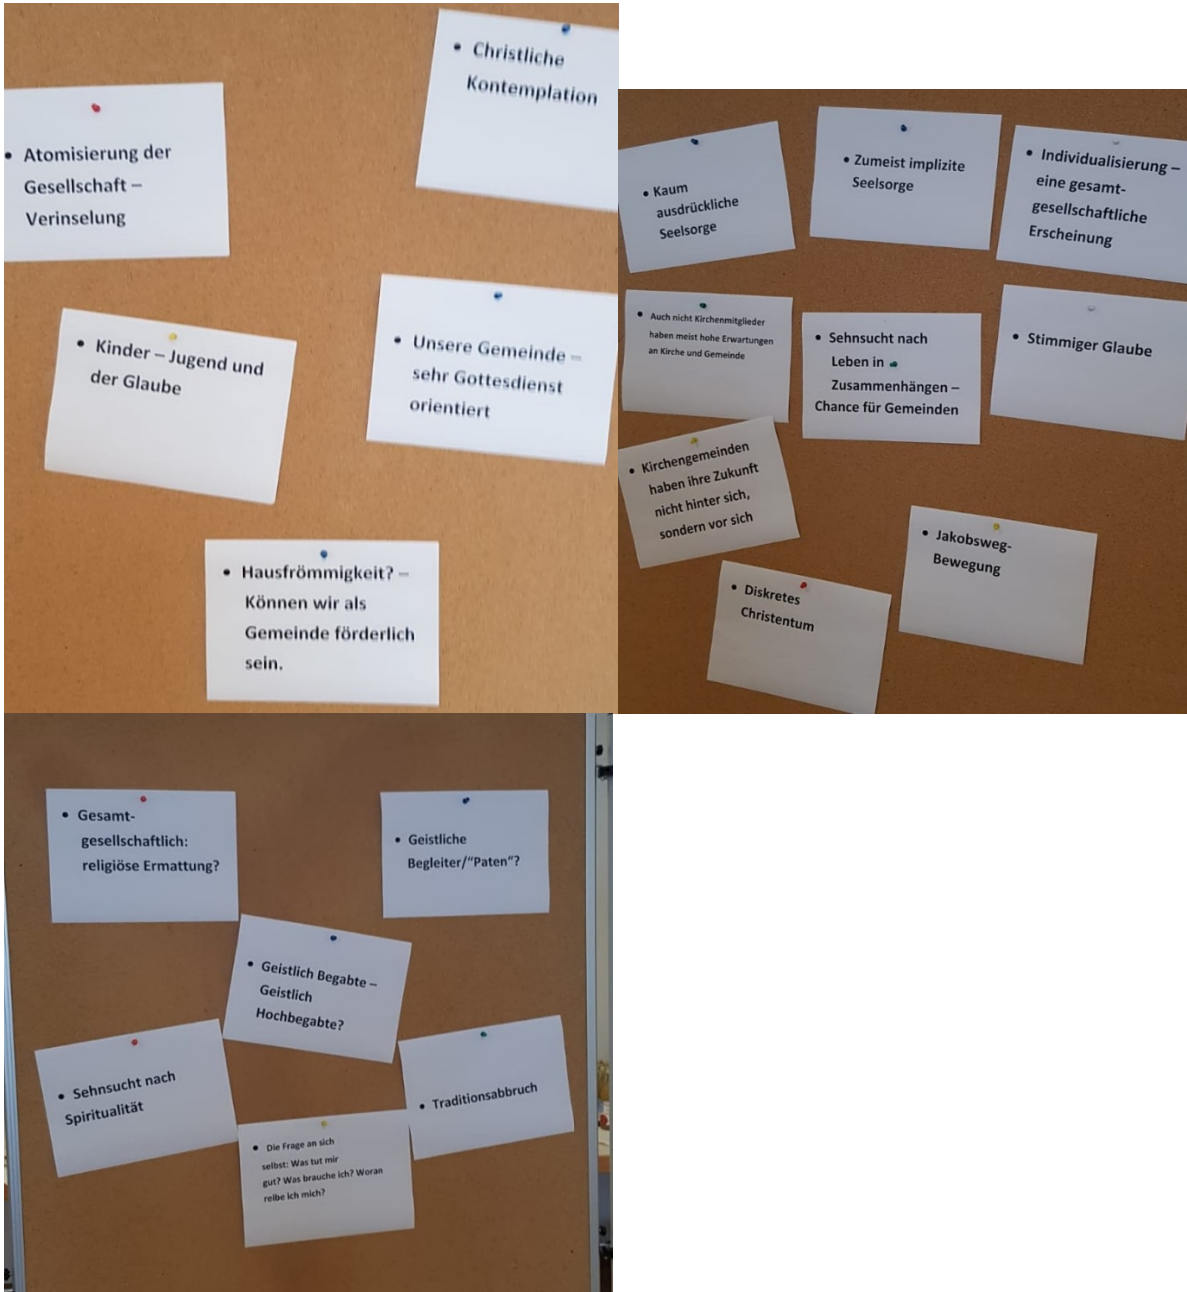 • Christliche
Kontemplation
• Atomisierung der
Gesellschaft –
Verinselung
• Kinder – Jugend und
der Glaube
• Unsere Gemeinde –
sehr Gottesdienst
orientiert
• Hausfrömmigkeit? –
Können wir als
Gemeinde förderlich
sein.
• Kaum
ausdrückliche
Seelsorge
• Zumeist implizite
Seelsorge
• Individualisierung –
eine gesamt-
gesellschaftliche
Erscheinung
• Auch nicht Kirchenmitglieder
haben meist hohe Erwartungen
an Kirche und Gemeinde
• Sehnsucht nach
Leben in
Zusammenhängen –
Chance für Gemeinden
• Stimmiger Glaube
• Kirchengemeinden
haben ihre Zukunft
nicht hinter sich,
sondern vor sich
• Jakobsweg-
Bewegung
• Diskretes
Christentum
• Gesamt-
gesellschaftlich:
religiöse Ermattung?
• Geistliche
Begleiter/“Paten“?
• Geistlich Begabte –
Geistlich
Hochbegabte?
• Sehnsucht nach
Spiritualität
• Traditionsabbruch
• Die Frage an sich
selbst: Was tut mir
gut? Was brauche ich? Woran
reibe ich mich?